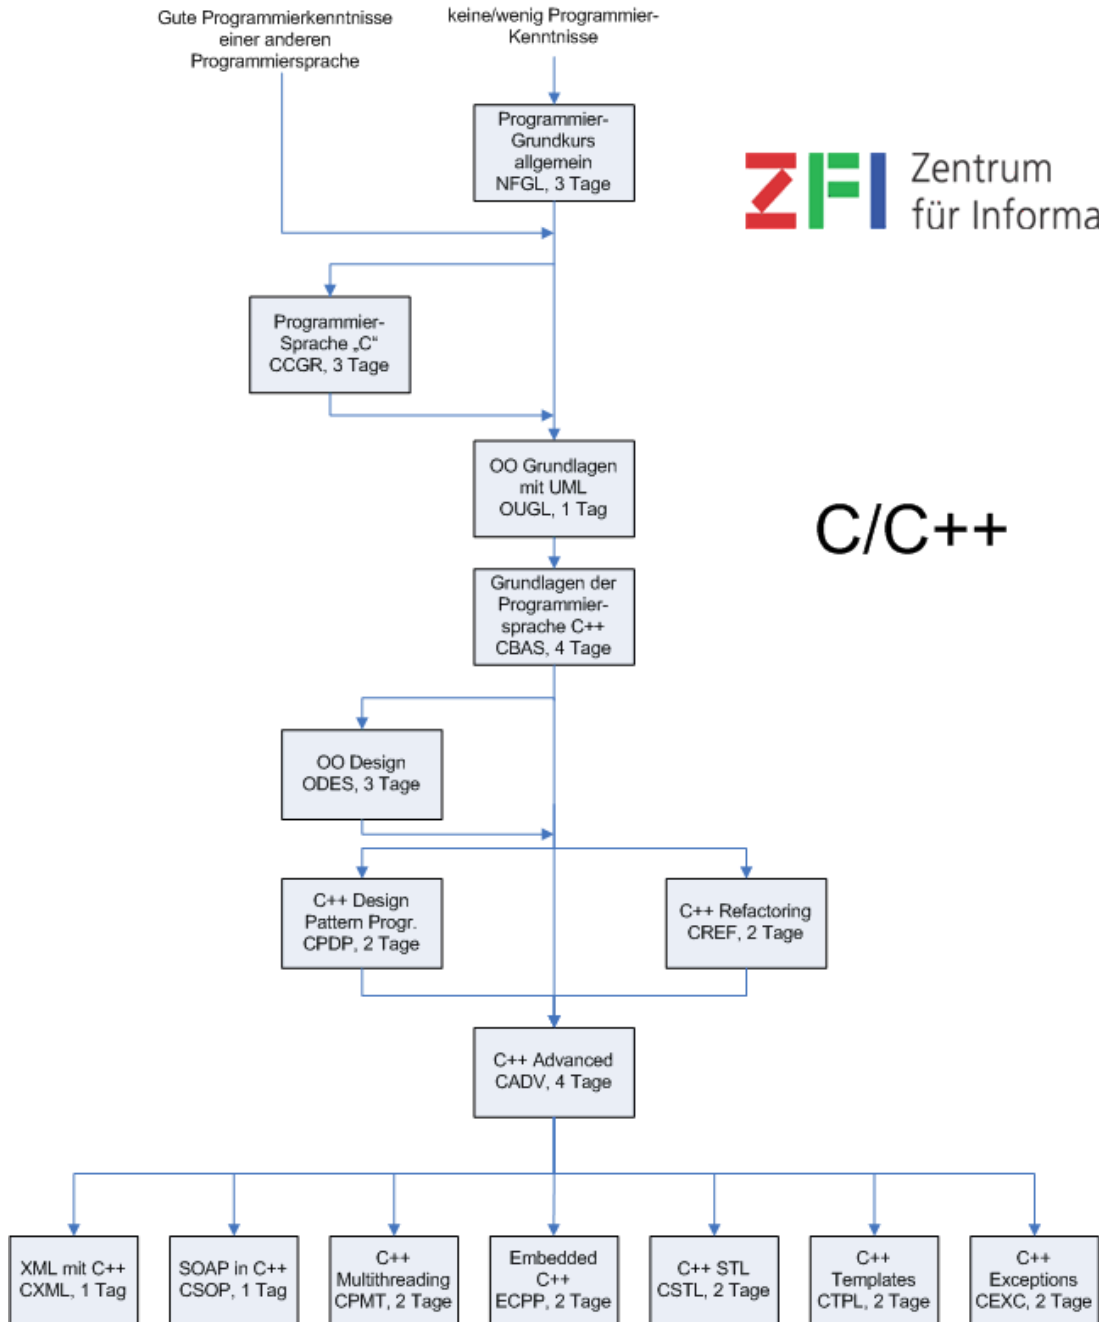 Gute Programmierkenntnisse
einer anderen
Programmiersprache
keine/wenig Programmier-
Kenntnisse
Programmier-
Grundkurs
allgemein
NFGL, 3 Tage
ZFI
Zentrum
für Informa
Programmier-
Sprache „C“
CCGR, 3 Tage
OO Grundlagen
mit UML
OUGL, 1 Tag
C/C++
Grundlagen der
Programmier-
sprache C++
CBAS, 4 Tage
OO Design
ODES, 3 Tage
C++ Design
Pattern Progr.
CPDP, 2 Tage
C++ Refactoring
CREF, 2 Tage
C++ Advanced
CADV, 4 Tage
XML mit C++
CXML, 1 Tag
SOAP in C++
CSOP, 1 Tag
C++
Multithreading
CPMT, 2 Tage
Embedded
C++
ECPP, 2 Tage
C++ STL
CSTL, 2 Tage
C++
Templates
CTPL, 2 Tage
C++
Exceptions
CEXC, 2 Tage